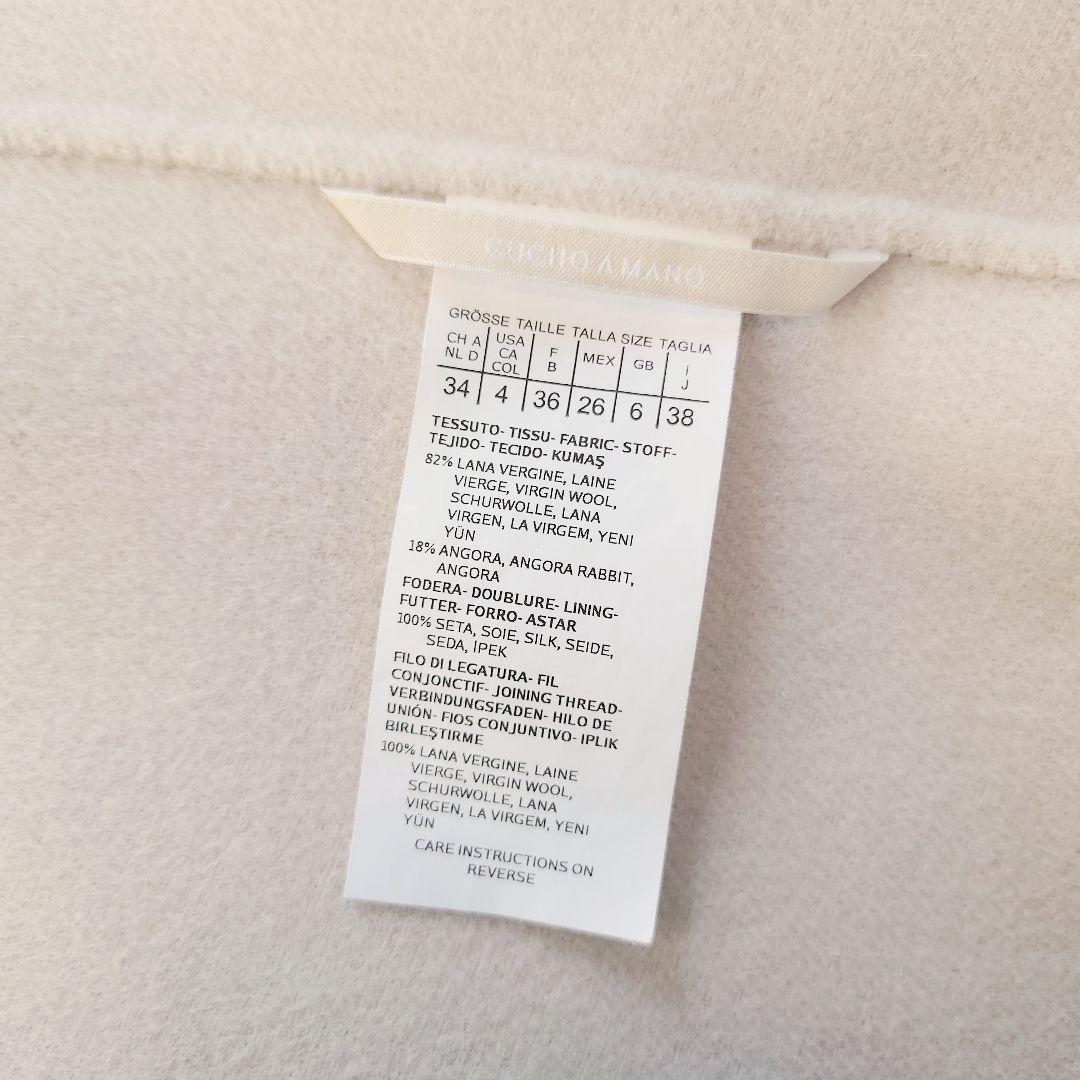 CUCITO A MANO
GRÖSSE TAILLE TALLA SIZE TAGLIA
CH A NL D | USA CA COL | F B | MEX | GB | I J
34 | 4 | 36 | 26 | 6 | 38
TESSUTO- TISSU- FABRIC- STOFF-
TEJIDO- TECIDO- KUMAŞ
82% LANA VERGINE, LAINE
VIERGE, VIRGIN WOOL,
SCHURWOLLE, LANA
VIRGEN, LA VIRGEM, YENI
YÜN
18% ANGORA, ANGORA RABBIT,
ANGORA
FODERA- DOUBLURE- LINING-
FUTTER- FORRO- ASTAR
100% SETA, SOIE, SILK, SEIDE,
SEDA, İPEK
FILO DI LEGATURA- FIL
CONJONCTIF- JOINING THREAD-
VERBINDUNGSFADEN- HILO DE
UNIÓN- FIOS CONJUNTIVO- IPLIK
BIRLEŞTIRME
100% LANA VERGINE, LAINE
VIERGE, VIRGIN WOOL,
SCHURWOLLE, LANA
VIRGEN, LA VIRGEM, YENI
YÜN
CARE INSTRUCTIONS ON
REVERSE